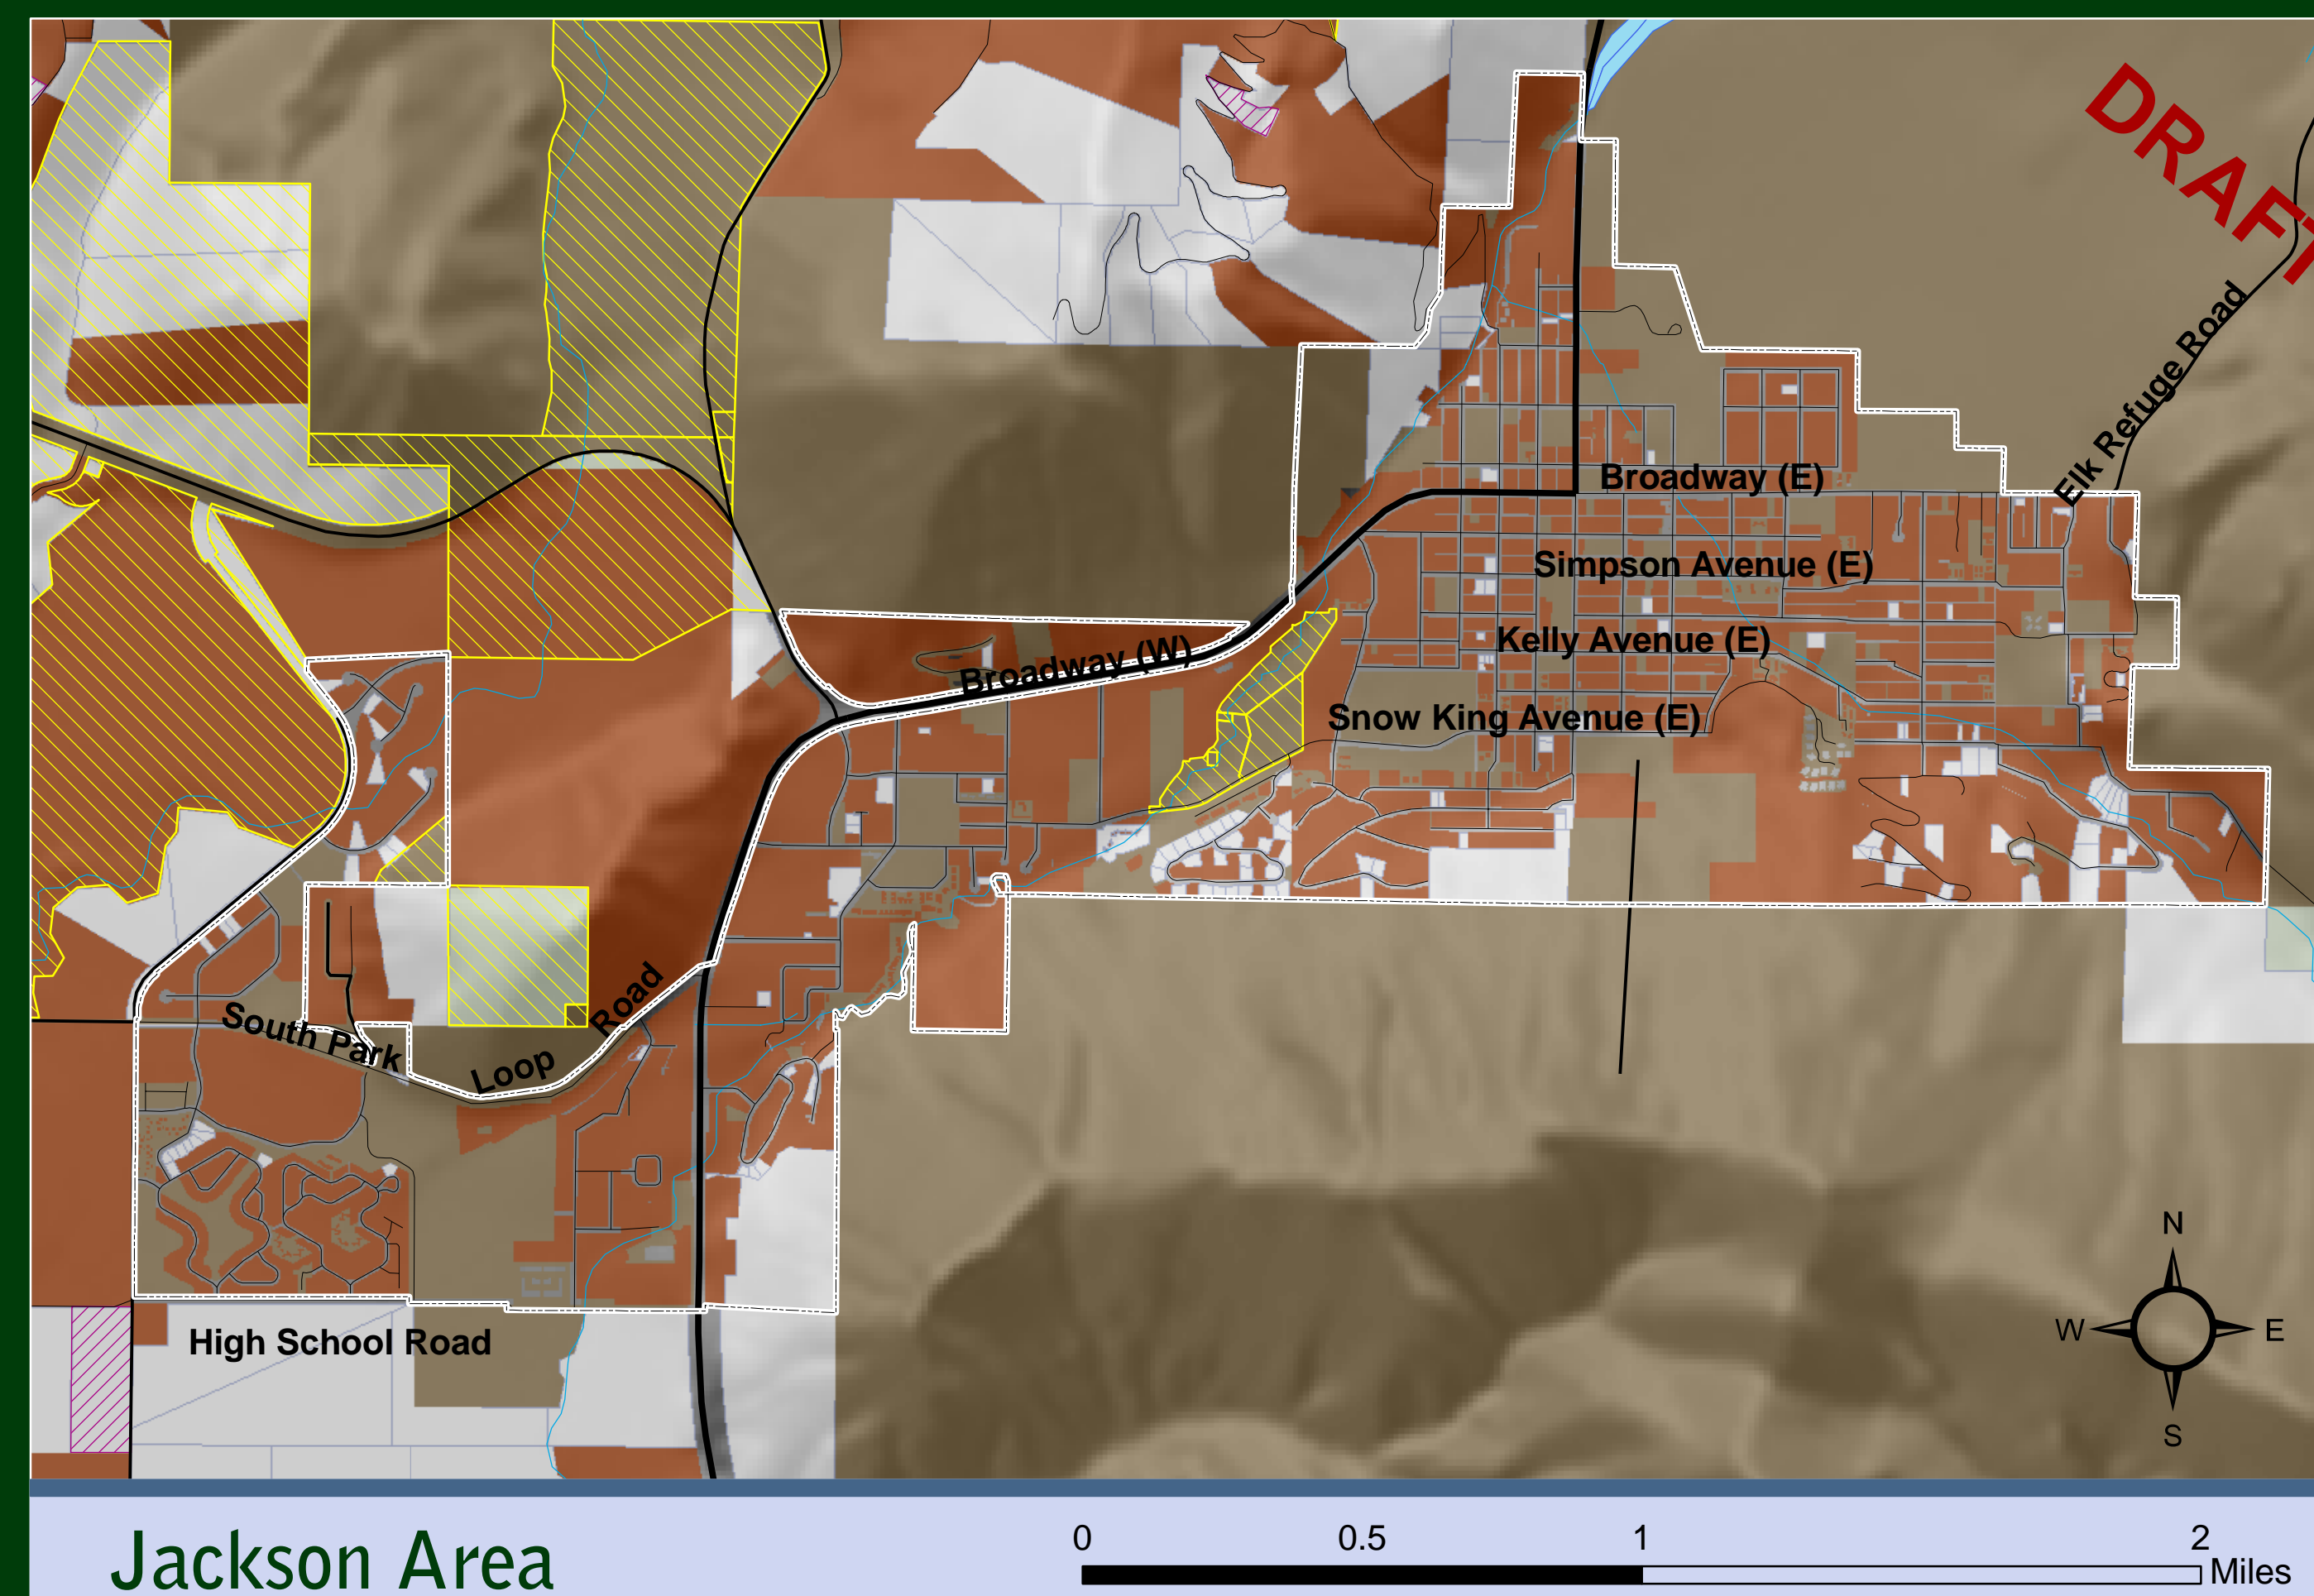 DRAFT
Elk Refuge Road
Broadway (E)
Simpson Avenue (E)
Kelly Avenue (E)
Broadway (W)
Snow King Avenue (E)
South Park Loop Road
High School Road
N
W E
S
Jackson Area
0 0.5 1 2
Miles